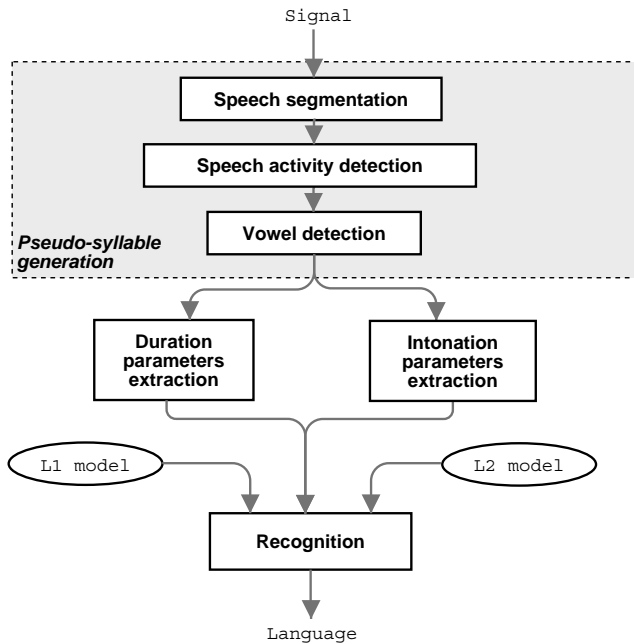 Signal
Speech segmentation
Speech activity detection
Vowel detection
Pseudo-syllable
generation
Duration
parameters
extraction
Intonation
parameters
extraction
L1 model
L2 model
Recognition
Language